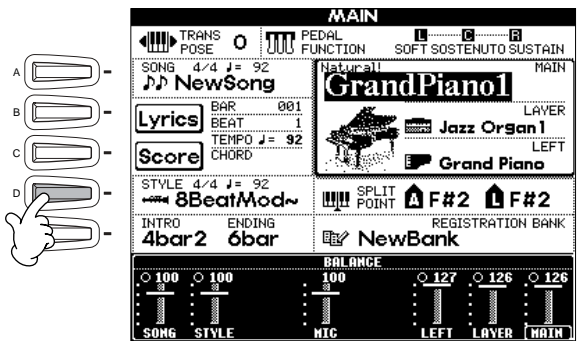 MAIN
TRANS POSE 0
PEDAL FUNCTION
L C R
SOFT SOSTENUTO SUSTAIN
SONG 4/4 ♩= 92
NewSong
Natural! MAIN
GrandPiano1
A
B
C
D
Lyrics
BAR 001
BEAT 1
TEMPO ♩= 92
Score
CHORD
LAYER
Jazz Organ1
LEFT
Grand Piano
STYLE 4/4 ♩= 92
8BeatMod~
SPLIT POINT A F#2 L F#2
INTRO ENDING
4bar2 6bar
REGISTRATION BANK
NewBank
BALANCE
100 100 100 127 126 126
SONG STYLE MIC LEFT LAYER MAIN